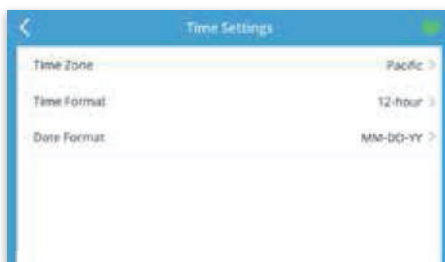 Time Settings
Time Zone Pacific
Time Format 12-hour
Date Format MM-DD-YY